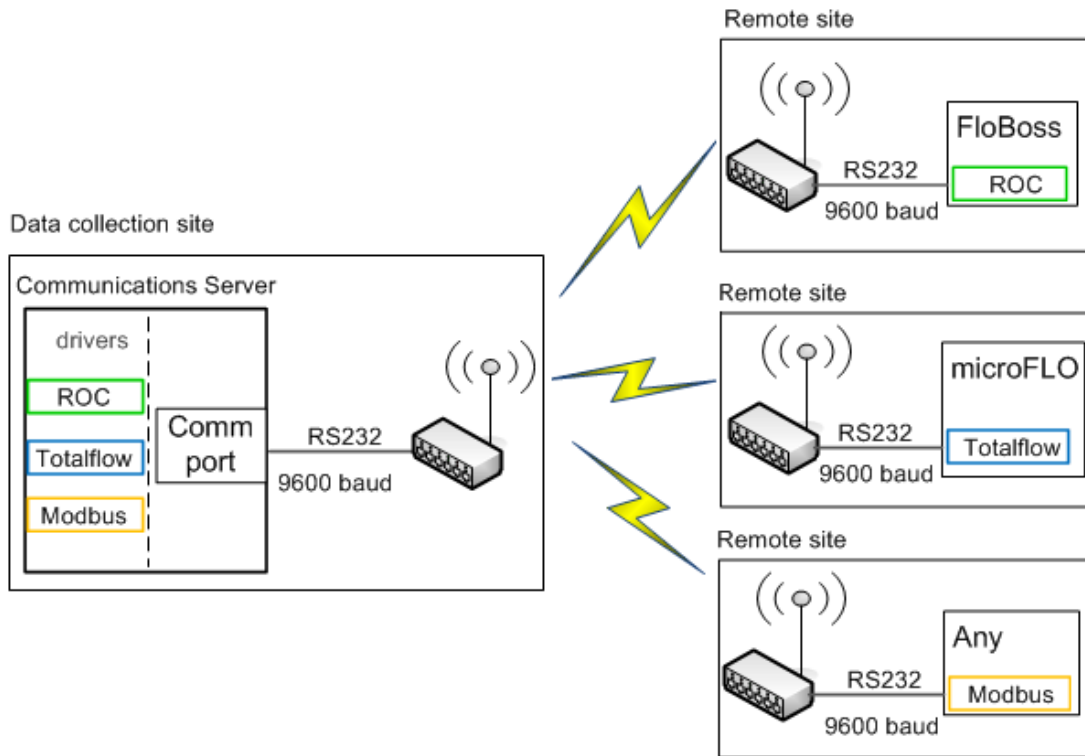 Data collection site
Communications Server
drivers
ROC
Totalflow
Modbus
Comm
port
RS232
9600 baud
Remote site
RS232
9600 baud
FloBoss
ROC
Remote site
RS232
9600 baud
microFLO
Totalflow
Remote site
RS232
9600 baud
Any
Modbus